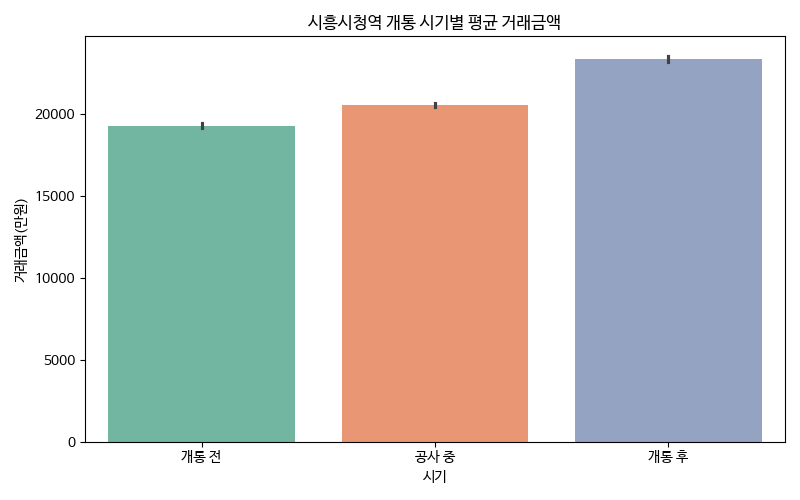 시흥시청역 개통 시기별 평균 거래금액
거래금액(만원)
20000
15000
10000
5000
0
개통 전
공사 중
개통 후
시기